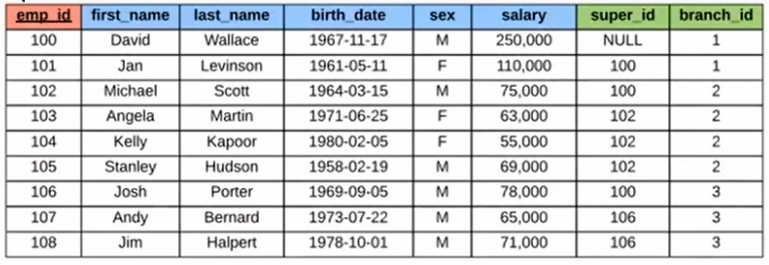 emp_id first_name last_name birth_date sex salary super_id branch_id
100 David Wallace 1967-11-17 M 250,000 NULL 1
101 Jan Levinson 1961-05-11 F 110,000 100 1
102 Michael Scott 1964-03-15 M 75,000 100 2
103 Angela Martin 1971-06-25 F 63,000 102 2
104 Kelly Kapoor 1980-02-05 F 55,000 102 2
105 Stanley Hudson 1958-02-19 M 69,000 102 2
106 Josh Porter 1969-09-05 M 78,000 100 3
107 Andy Bernard 1973-07-22 M 65,000 106 3
108 Jim Halpert 1978-10-01 M 71,000 106 3